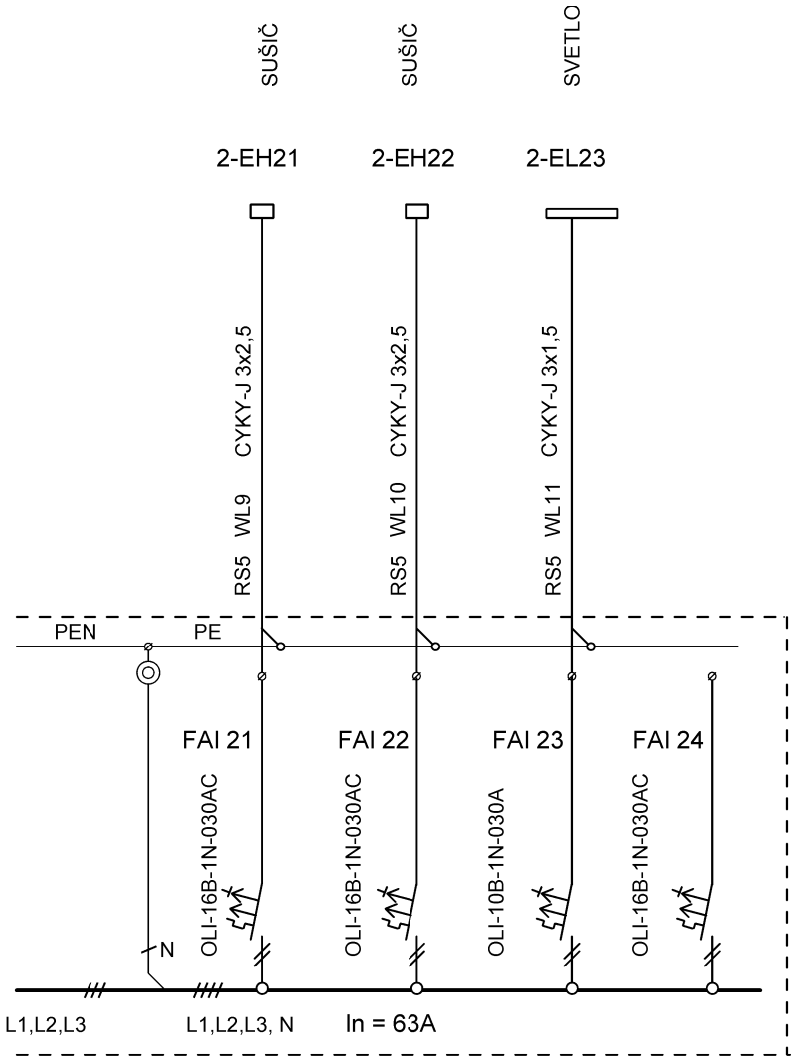 SUŠIČ
SUŠIČ
SVETLO
2-EH21
2-EH22
2-EL23
RS5 WL9 CYKY-J 3x2,5
RS5 WL10 CYKY-J 3x2,5
RS5 WL11 CYKY-J 3x1,5
PEN
PE
FAI 21
FAI 22
FAI 23
FAI 24
OLI-16B-1N-030AC
OLI-16B-1N-030AC
OLI-10B-1N-030A
OLI-16B-1N-030AC
N
L1,L2,L3
L1,L2,L3, N
In = 63A